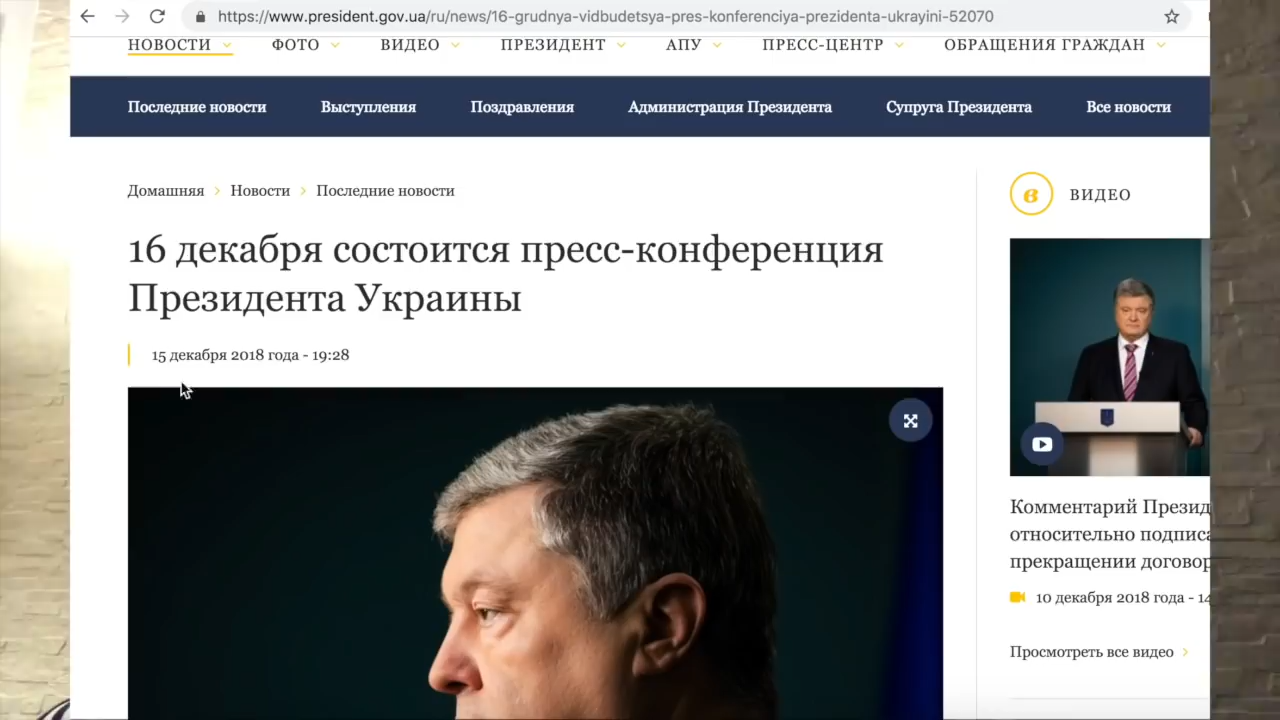 https://www.president.gov.ua/ru/news/16-grudnya-vidbudetsya-pres-konferenciya-prezidenta-ukrayini-52070
НОВОСТИ ФОТО ВИДЕО ПРЕЗИДЕНТ АПУ ПРЕСС-ЦЕНТР ОБРАЩЕНИЯ ГРАЖДАН
Последние новости Выступления Поздравления Администрация Президента Супруга Президента Все новости
Домашняя > Новости > Последние новости
16 декабря состоится пресс-конференция
Президента Украины
15 декабря 2018 года - 19:28
в ВИДЕО
Комментарий Презид
относительно подписа
прекращении договор
10 декабря 2018 года - 14
Просмотреть все видео >